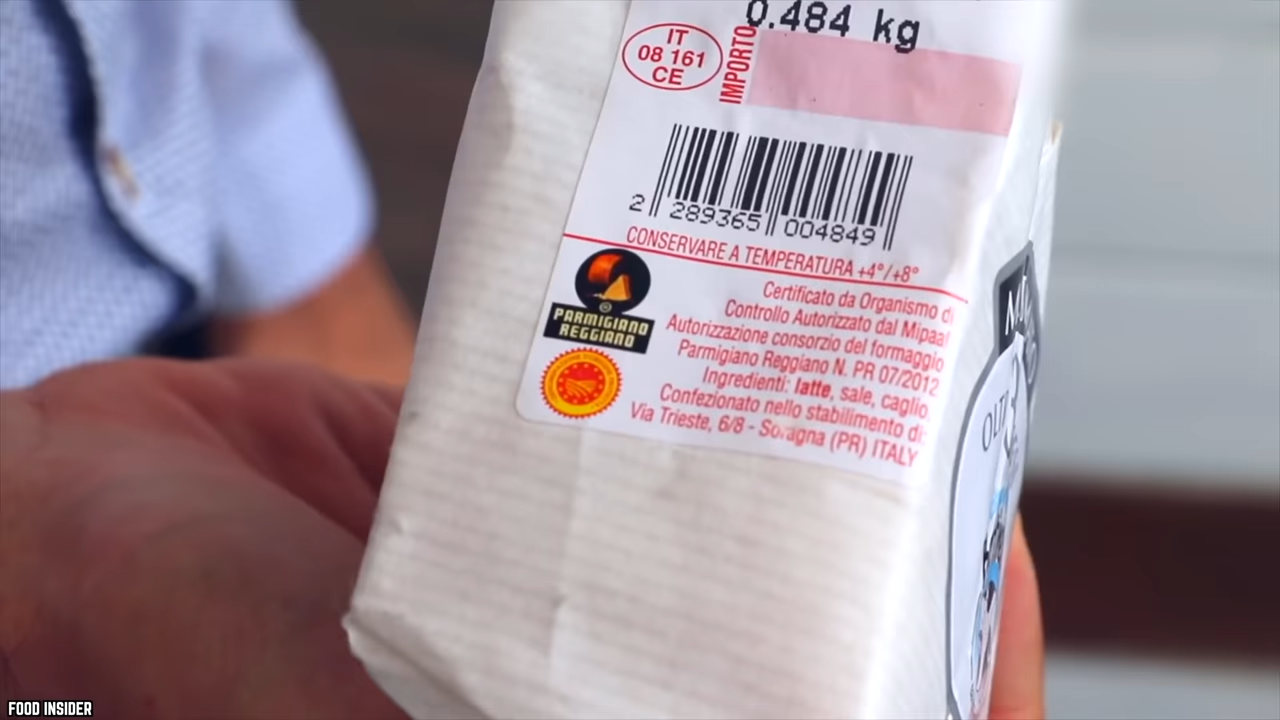 0.484 kg
IT
08 161
CE
IMPORTO
2 289365 004849
CONSERVARE A TEMPERATURA +4°/+8°
PARMIGIANO
REGGIANO
Certificato da Organismo di
Controllo Autorizzato dal Mipaaf
Autorizzazione consorzio del formaggio
Parmigiano Reggiano N. PR 07/2012
Ingredienti: latte, sale, caglio
Confezionato nello stabilimento di:
Via Trieste, 6/8 - Soragna (PR) ITALY
FOOD INSIDER